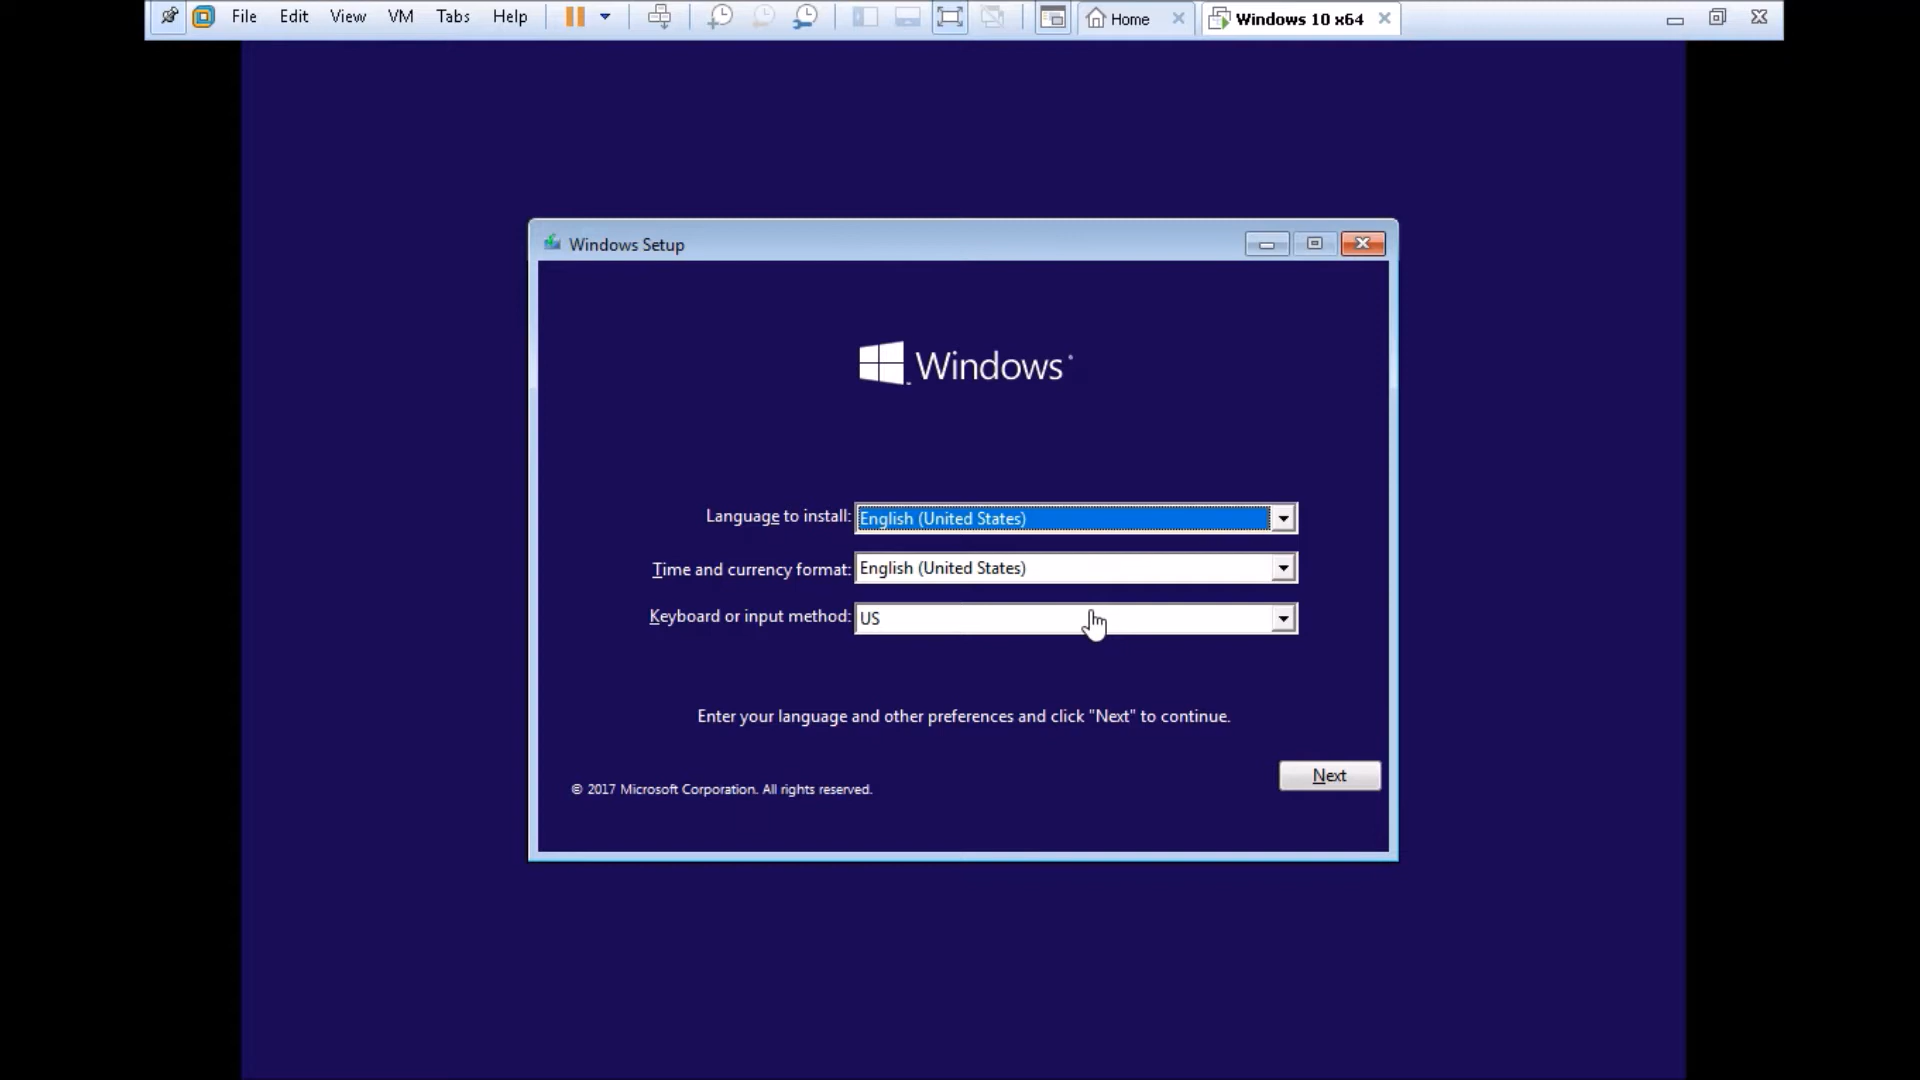 File Edit View VM Tabs Help Home Windows 10 x64
Windows Setup
Windows
Language to install: English (United States)
Time and currency format: English (United States)
Keyboard or input method: US
Enter your language and other preferences and click "Next" to continue.
Next
© 2017 Microsoft Corporation. All rights reserved.